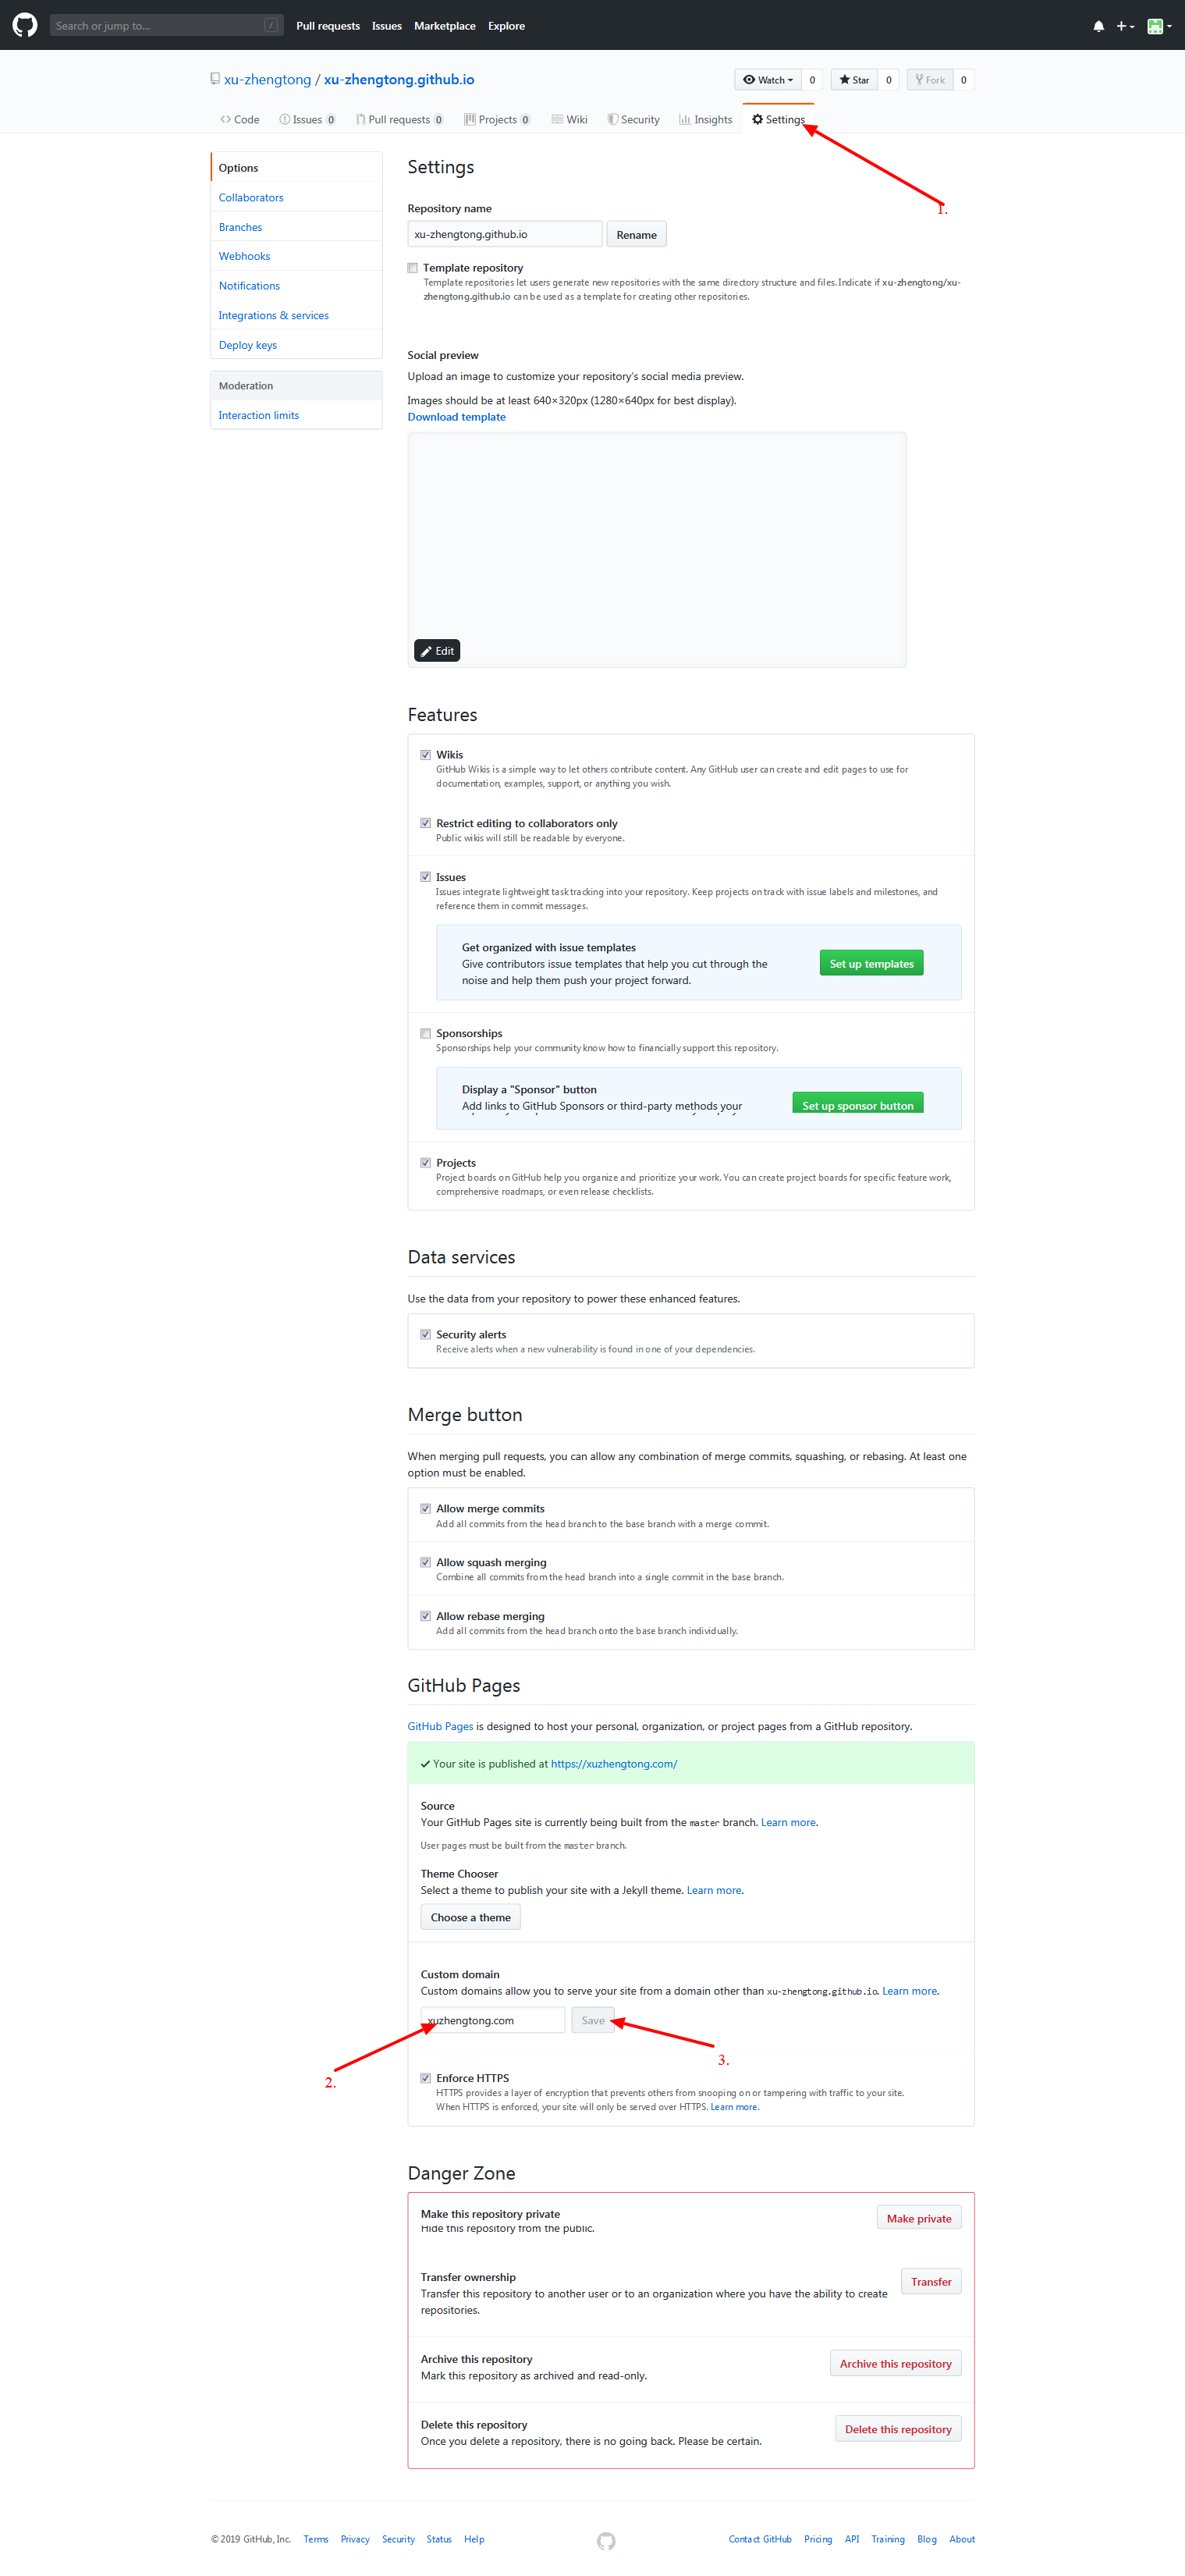 Search or jump to...
/
Pull requests Issues Marketplace Explore
xu-zhengtong / xu-zhengtong.github.io
Watch 0 Star 0 Fork 0
Code Issues 0 Pull requests 0 Projects 0 Wiki Security Insights Settings
1.
Options
Collaborators
Branches
Webhooks
Notifications
Integrations & services
Deploy keys
Moderation
Interaction limits
Settings
Repository name
xu-zhengtong.github.io Rename
Template repository
Template repositories let users generate new repositories with the same directory structure and files. Indicate if xu-zhengtong/xu-
zhengtong.github.io can be used as a template for creating other repositories.
Social preview
Upload an image to customize your repository's social media preview.
Images should be at least 640×320px (1280×640px for best display).
Download template
Edit
Features
Wikis
GitHub Wikis is a simple way to let others contribute content. Any GitHub user can create and edit pages to use for
documentation, examples, support, or anything you wish.
Restrict editing to collaborators only
Public wikis will still be readable by everyone.
Issues
Issues integrate lightweight task tracking into your repository. Keep projects on track with issue labels and milestones, and
reference them in commit messages.
Get organized with issue templates
Give contributors issue templates that help you cut through the
noise and help them push your project forward.
Set up templates
Sponsorships
Sponsorships help your community know how to financially support this repository.
Display a "Sponsor" button
Add links to GitHub Sponsors or third-party methods your
Set up sponsor button
Projects
Project boards on GitHub help you organize and prioritize your work. You can create project boards for specific feature work,
comprehensive roadmaps, or even release checklists.
Data services
Use the data from your repository to power these enhanced features.
Security alerts
Receive alerts when a new vulnerability is found in one of your dependencies.
Merge button
When merging pull requests, you can allow any combination of merge commits, squashing, or rebasing. At least one
option must be enabled.
Allow merge commits
Add all commits from the head branch to the base branch with a merge commit.
Allow squash merging
Combine all commits from the head branch into a single commit in the base branch.
Allow rebase merging
Add all commits from the head branch onto the base branch individually.
GitHub Pages
GitHub Pages is designed to host your personal, organization, or project pages from a GitHub repository.
Your site is published at https://xuzhengtong.com/
Source
Your GitHub Pages site is currently being built from the master branch. Learn more.
User pages must be built from the master branch.
Theme Chooser
Select a theme to publish your site with a Jekyll theme. Learn more.
Choose a theme
Custom domain
Custom domains allow you to serve your site from a domain other than xu-zhengtong.github.io. Learn more.
xuzhengtong.com Save
2.
3.
Enforce HTTPS
HTTPS provides a layer of encryption that prevents others from snooping on or tampering with traffic to your site.
When HTTPS is enforced, your site will only be served over HTTPS. Learn more.
Danger Zone
Make this repository private
Hide this repository from the public.
Make private
Transfer ownership
Transfer this repository to another user or to an organization where you have the ability to create
repositories.
Transfer
Archive this repository
Mark this repository as archived and read-only.
Archive this repository
Delete this repository
Once you delete a repository, there is no going back. Please be certain.
Delete this repository
© 2019 GitHub, Inc. Terms Privacy Security Status Help
Contact GitHub Pricing API Training Blog About